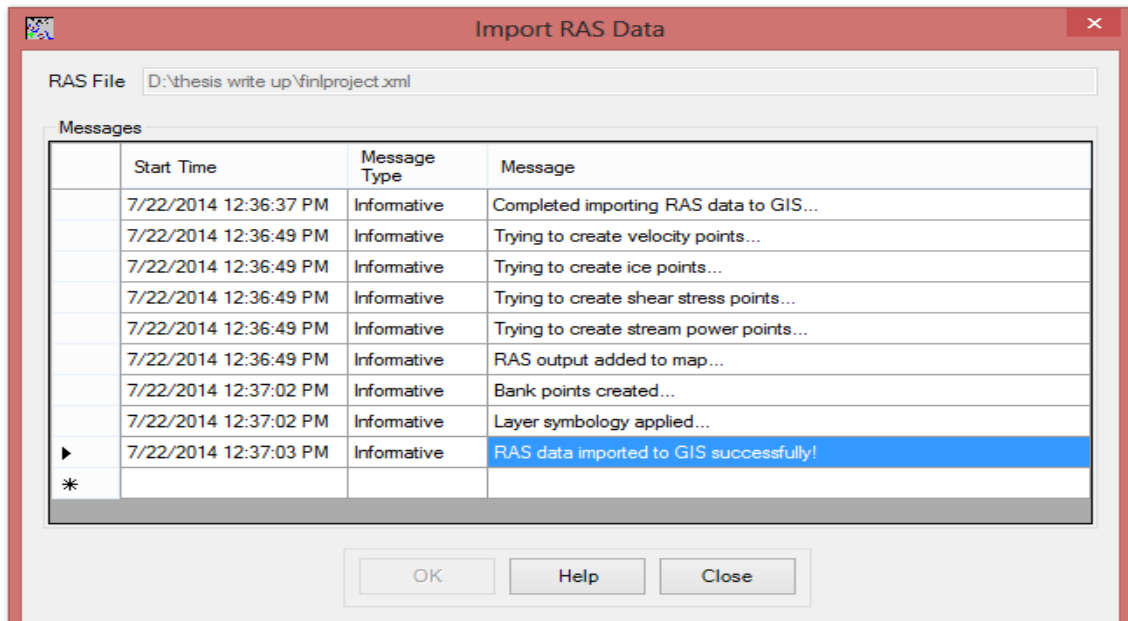 Import RAS Data
RAS File D:\thesis write up\finlproject.xml
Messages
Start Time Message Type Message
7/22/2014 12:36:37 PM Informative Completed importing RAS data to GIS...
7/22/2014 12:36:49 PM Informative Trying to create velocity points...
7/22/2014 12:36:49 PM Informative Trying to create ice points...
7/22/2014 12:36:49 PM Informative Trying to create shear stress points...
7/22/2014 12:36:49 PM Informative Trying to create stream power points...
7/22/2014 12:36:49 PM Informative RAS output added to map...
7/22/2014 12:37:02 PM Informative Bank points created...
7/22/2014 12:37:02 PM Informative Layer symbology applied...
7/22/2014 12:37:03 PM Informative RAS data imported to GIS successfully!
OK Help Close